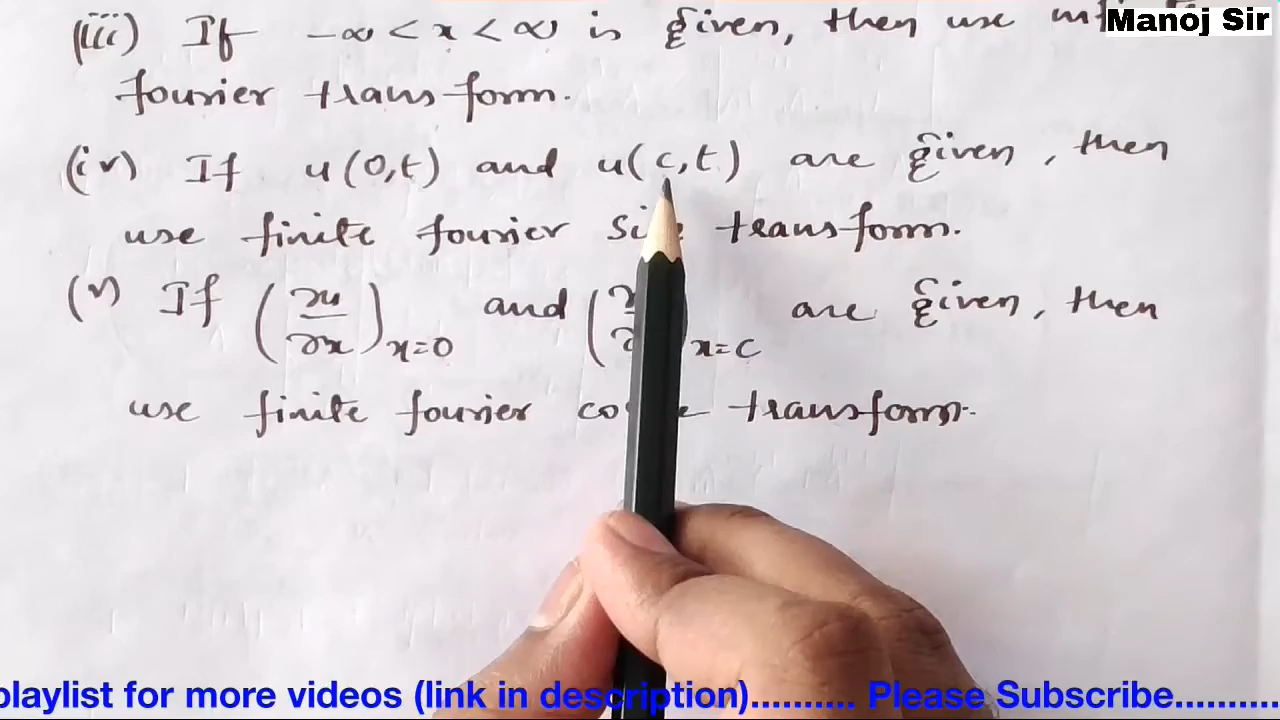 (iii) If -∞ < x < ∞ is given, then use
Manoj Sir
fourier transform.
(iv) If u(0,t) and u(c,t) are given, then
use finite fourier transform.
(v) If (∂u/∂x)x=0 and x=c are given, then
use finite fourier transform.
playlist for more videos (link in description).......... Please Subscribe..........